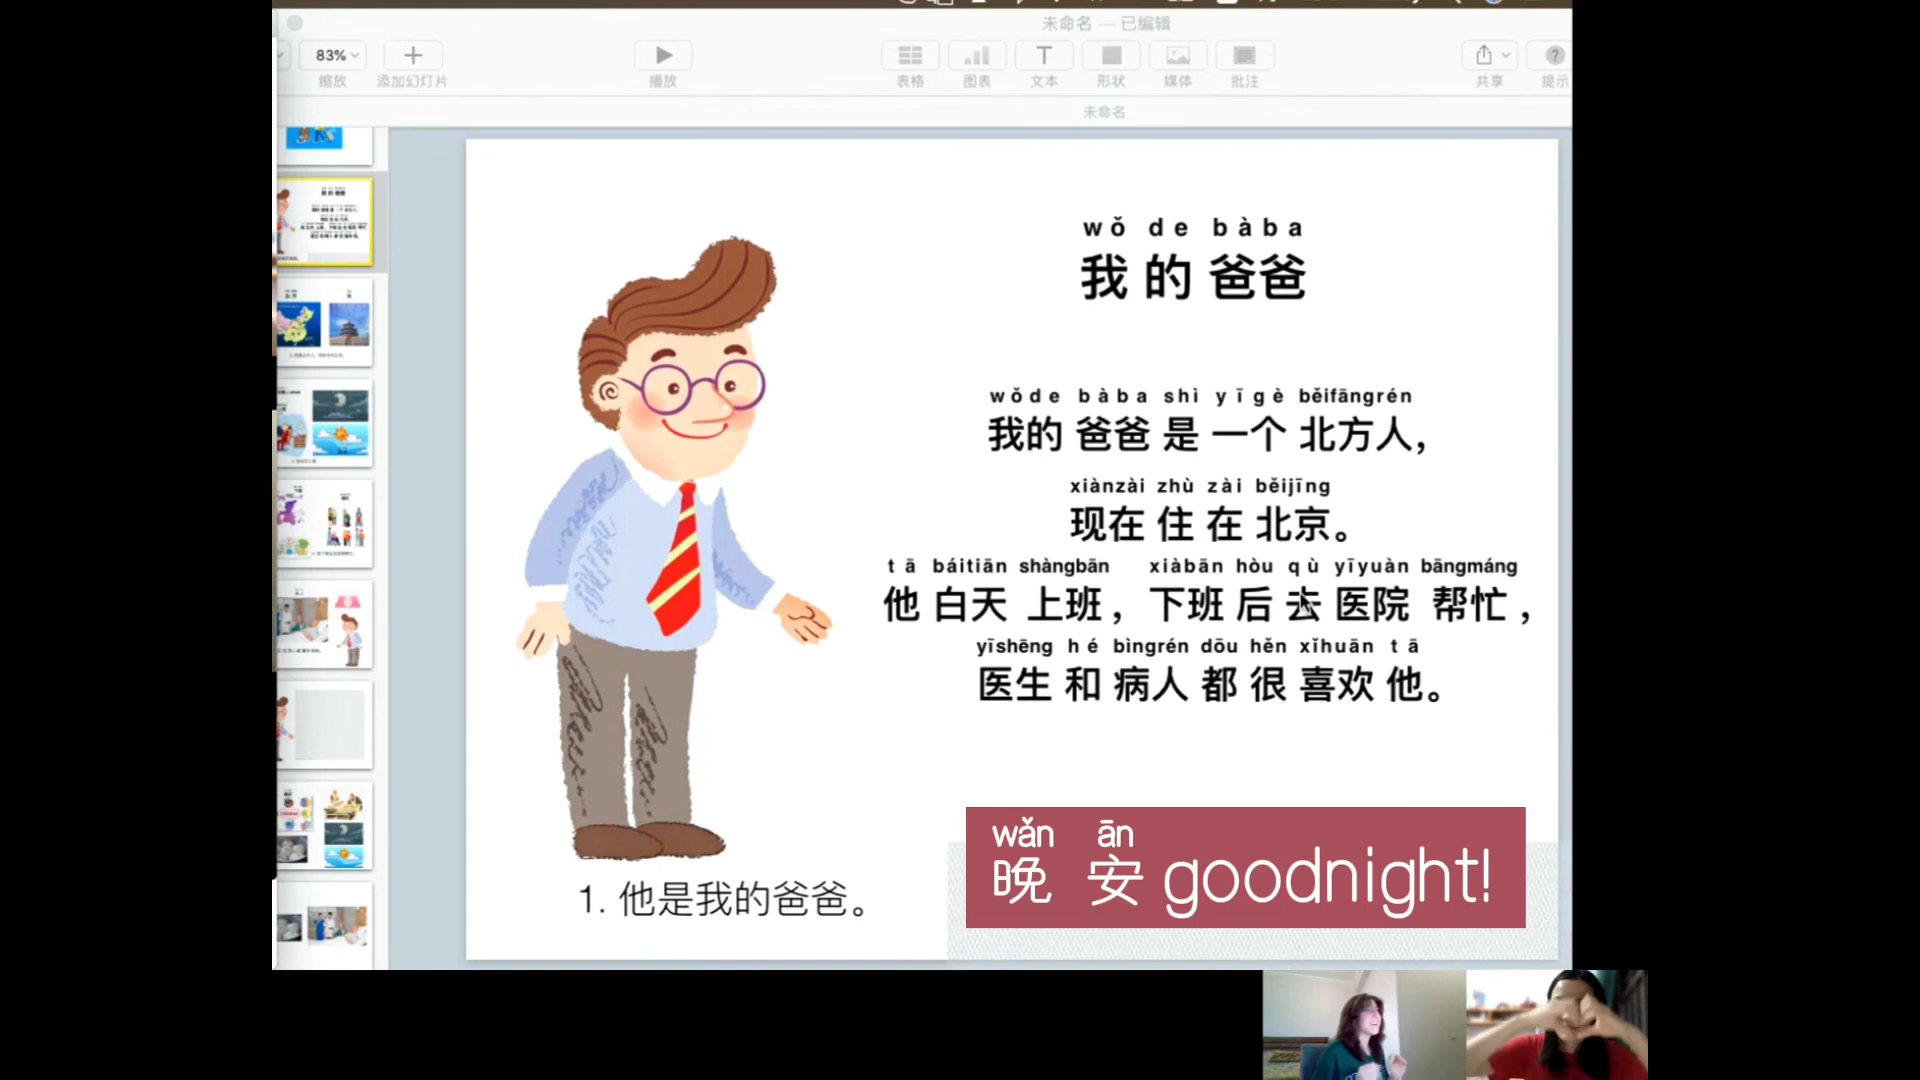 未命名 — 已编辑
83%
缩放
添加幻灯片
播放
表格
图表
文本
形状
媒体
批注
共享
提示
未命名
wǒ de bàba
我 的 爸爸
wǒde bàba shì yīgè běifāngrén
我的 爸爸 是 一个 北方人，
xiànzài zhù zài běijīng
现在 住 在 北京。
tā báitiān shàngbān xiàbān hòu qù yīyuàn bāngmáng
他 白天 上班，下班 后 去 医院 帮忙，
yīshēng hé bìngrén dōu hěn xǐhuān tā
医生 和 病人 都 很 喜欢 他。
wǎn ān
晚 安 goodnight!
1. 他是我的爸爸。